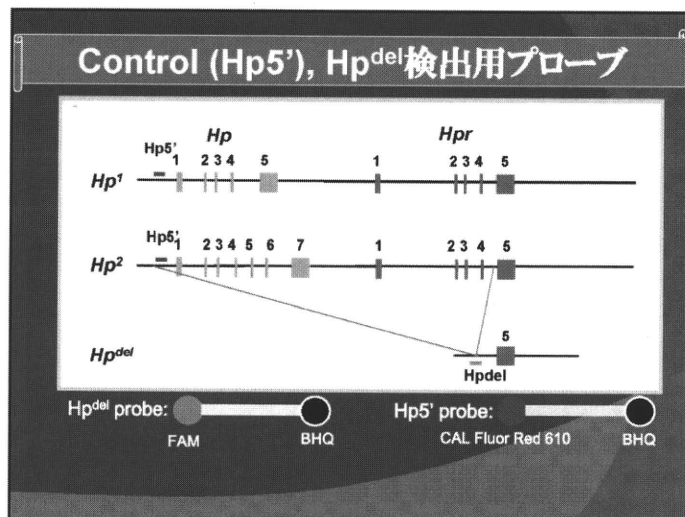 Control (Hp5'), Hpdel検出用プローブ
Hp Hpr
Hp5' 1 2 3 4 5 1 2 3 4 5
Hp1
Hp5' 1 2 3 4 5 6 7 1 2 3 4 5
Hp2
5
Hpdel
Hpdel
Hpdel probe: Hp5' probe:
FAM BHQ CAL Fluor Red 610 BHQ